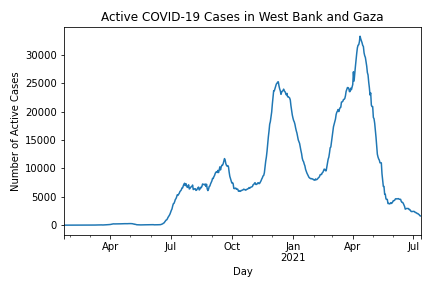 Active COVID-19 Cases in West Bank and Gaza
Number of Active Cases
30000
25000
20000
15000
10000
5000
0
Apr Jul Oct Jan Apr Jul
2021
Day